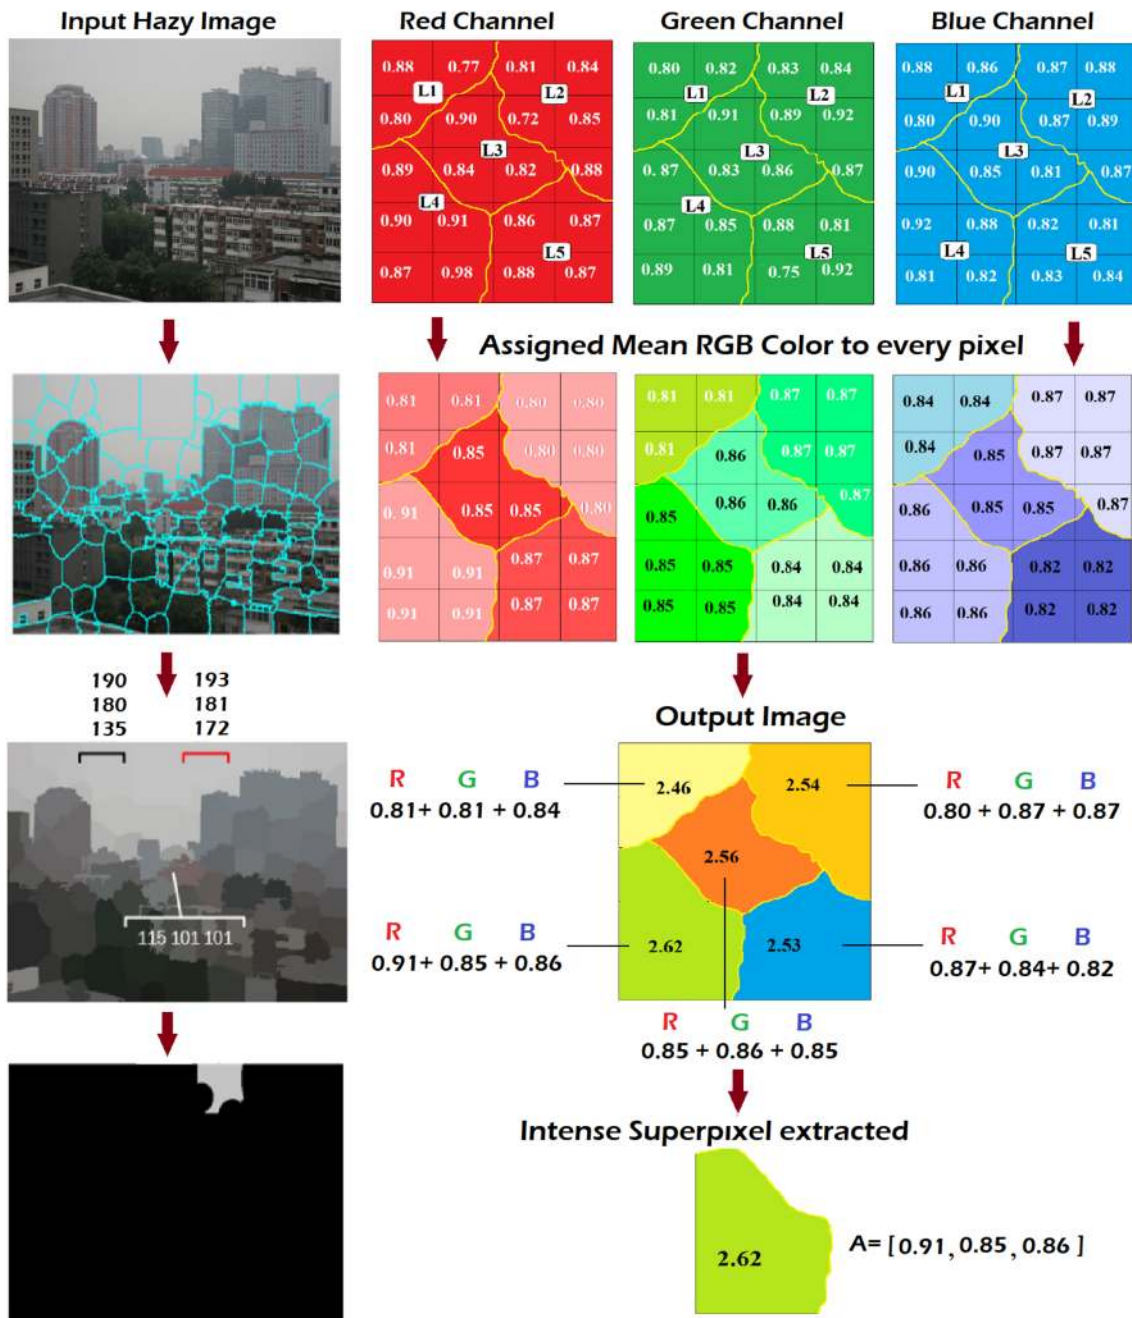 Input Hazy Image
Red Channel
Green Channel
Blue Channel
0.88 0.77 0.81 0.84
L1 L2
0.80 0.90 0.72 0.85
L3
0.89 0.84 0.82 0.88
L4
0.90 0.91 0.86 0.87
L5
0.87 0.98 0.88 0.87
0.80 0.82 0.83 0.84
L1 L2
0.81 0.91 0.89 0.92
L3
0.87 0.83 0.86 0.87
L4
0.87 0.85 0.88 0.81
L5
0.89 0.81 0.75 0.92
0.88 0.86 0.87 0.88
L1 L2
0.80 0.90 0.87 0.89
L3
0.90 0.85 0.81 0.87
0.92 0.88 0.82 0.81
L4 L5
0.81 0.82 0.83 0.84
Assigned Mean RGB Color to every pixel
0.81 0.81 0.80 0.80
0.81 0.85 0.80 0.80
0.91 0.85 0.85 0.80
0.91 0.91 0.87 0.87
0.91 0.91 0.87 0.87
0.81 0.81 0.87 0.87
0.81 0.86 0.87 0.87
0.85 0.86 0.86 0.87
0.85 0.85 0.84 0.84
0.85 0.85 0.84 0.84
0.84 0.84 0.87 0.87
0.84 0.85 0.87 0.87
0.86 0.85 0.85 0.87
0.86 0.86 0.82 0.82
0.86 0.86 0.82 0.82
190 193
180 181
135 172
115 101 101
Output Image
R G B
0.81+ 0.81 + 0.84
2.46
2.54
R G B
0.80 + 0.87 + 0.87
2.56
R G B
0.91+ 0.85 + 0.86
2.62
2.53
R G B
0.87+ 0.84+ 0.82
R G B
0.85 + 0.86 + 0.85
Intense Superpixel extracted
2.62
A= [ 0.91, 0.85, 0.86 ]